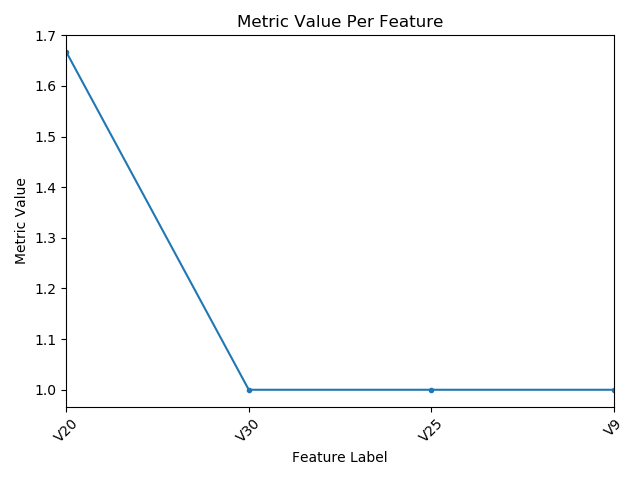 Metric Value Per Feature
1.7
1.6
1.5
1.4
1.3
1.2
1.1
1.0
Metric Value
V20
V30
V25
V9
Feature Label